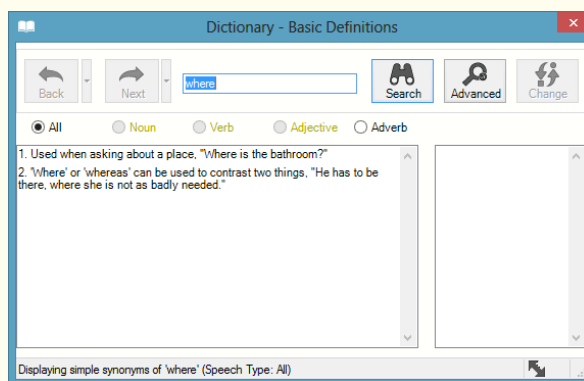 Dictionary - Basic Definitions
Back
Next
where
Search
Advanced
Change
All
Noun
Verb
Adjective
Adverb
1. Used when asking about a place, "Where is the bathroom?"
2. 'Where' or 'whereas' can be used to contrast two things, "He has to be
there, where she is not as badly needed."
Displaying simple synonyms of 'where' (Speech Type: All)